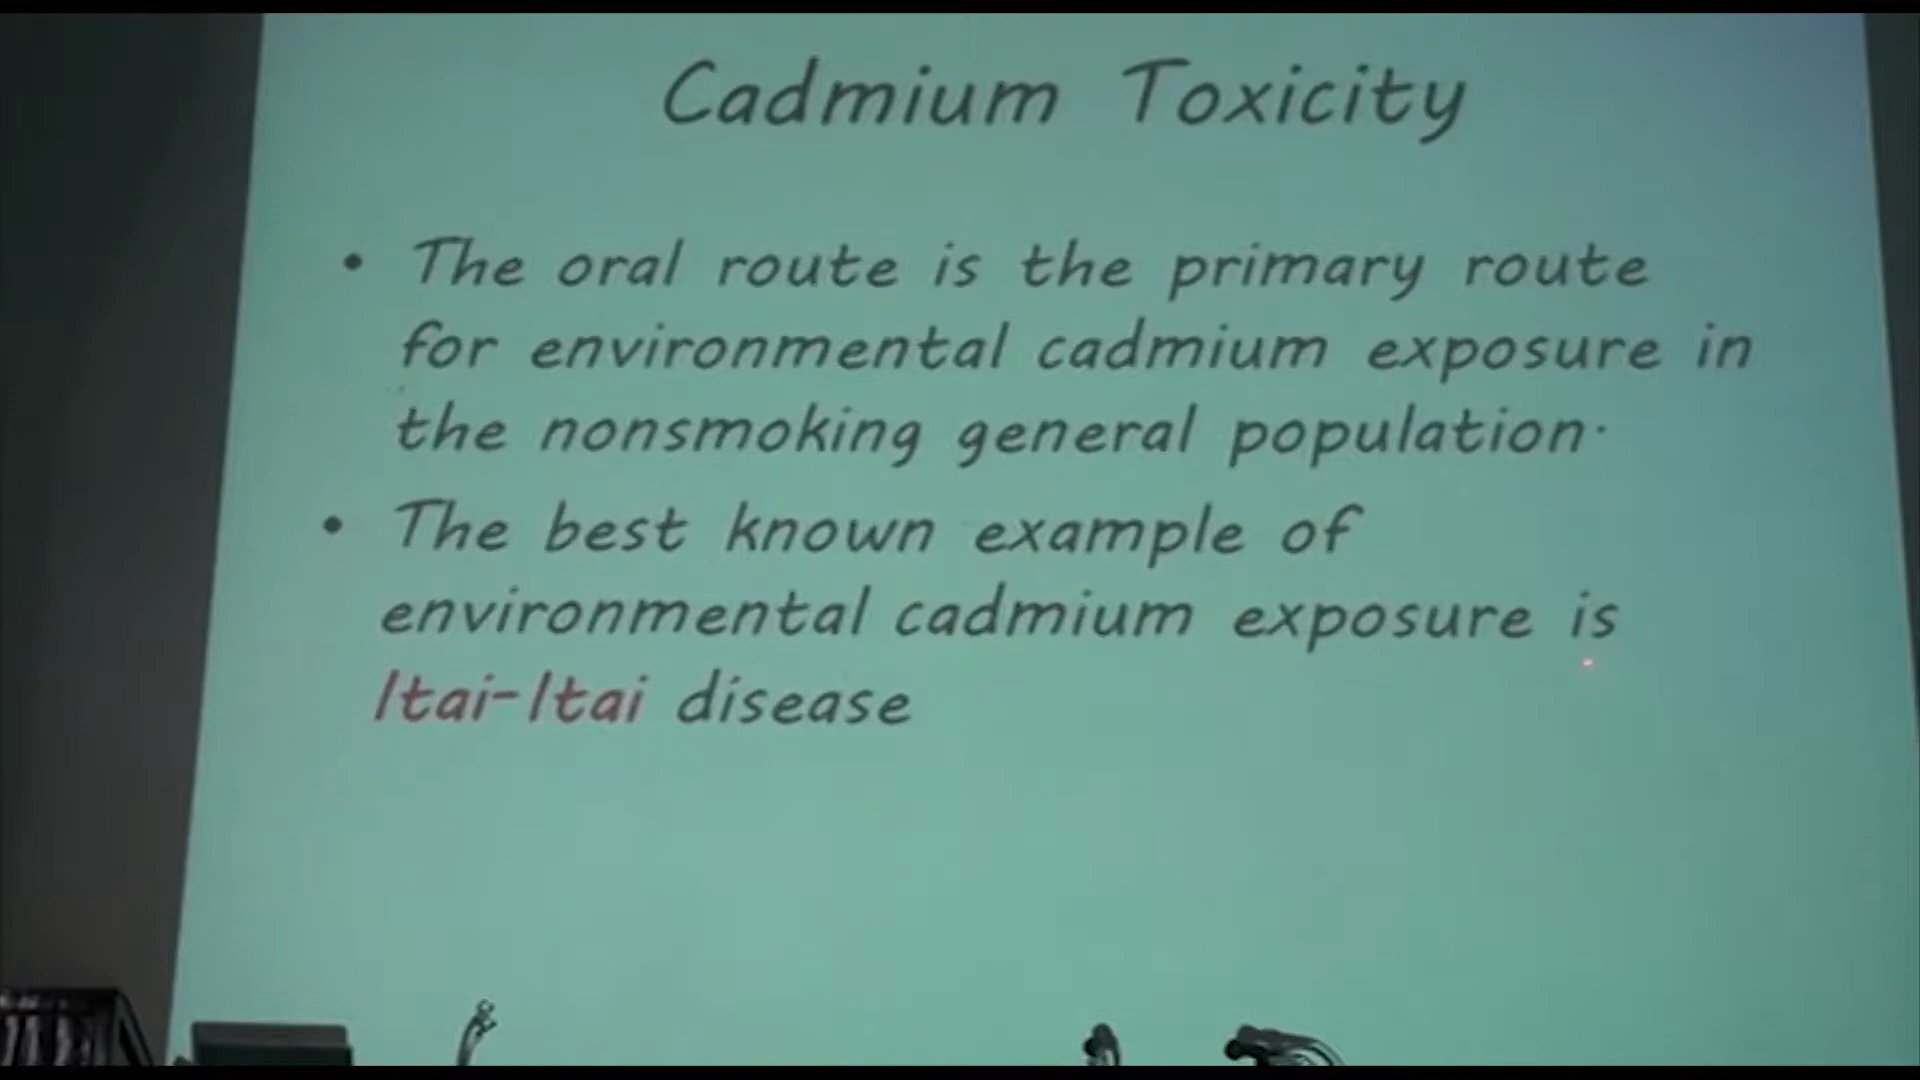 Cadmium Toxicity
• The oral route is the primary route
for environmental cadmium exposure in
the nonsmoking general population.
• The best known example of
environmental cadmium exposure is
Itai-Itai disease